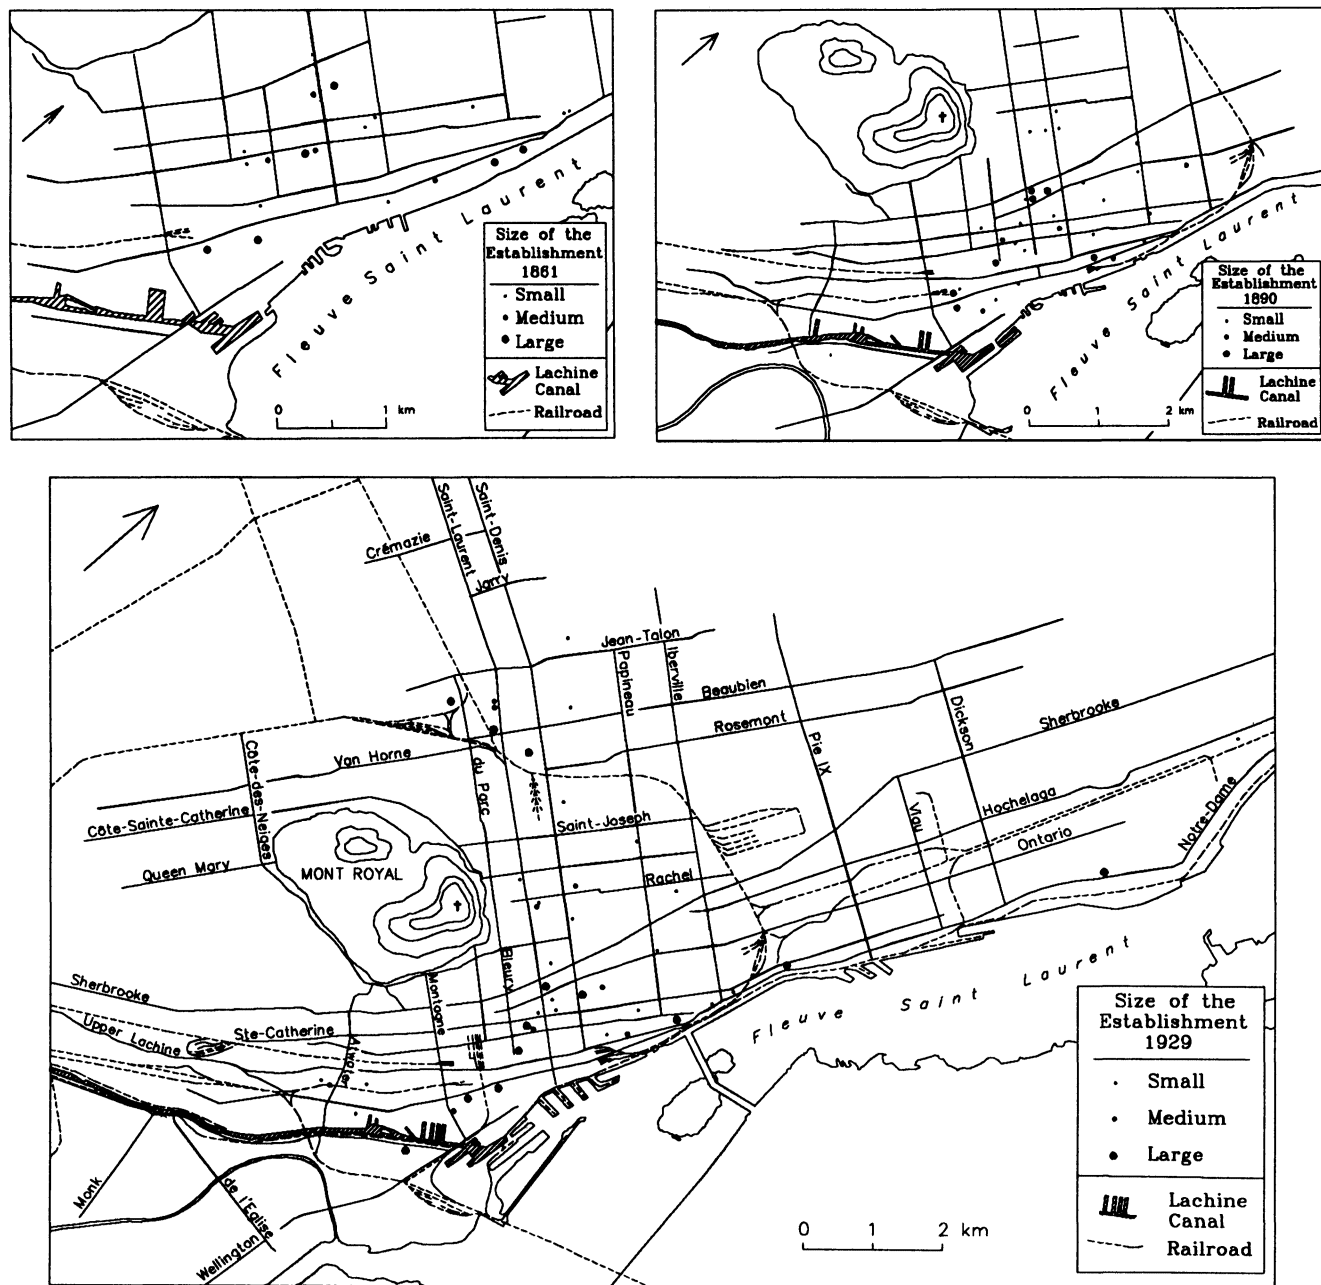 Fleuve Saint Laurent
Size of the
Establishment
1861
Small
Medium
Large
Lachine
Canal
Railroad
0 1 km
Fleuve Saint Laurent
Size of the
Establishment
1890
Small
Medium
Large
Lachine
Canal
Railroad
0 1 2 km
Saint-Laurent
Saint-Denis
Crémazie
Jarry
Jean-Talon
Papineau
Iberville
Beaubien
Rosemont
Pie IX
Dickson
Sherbrooke
Côte-des-Neiges
Van Horne
du Parc
Côte-Sainte-Catherine
Saint-Joseph
Viau
Hochelaga
Ontario
Notre-Dame
Queen Mary
MONT ROYAL
Rachel
Bleury
Montagne
Sherbrooke
Upper Lachine
Ste-Catherine
Atwater
Fleuve Saint Laurent
Monk
de l'Eglise
Wellington
Size of the
Establishment
1929
Small
Medium
Large
Lachine
Canal
Railroad
0 1 2 km